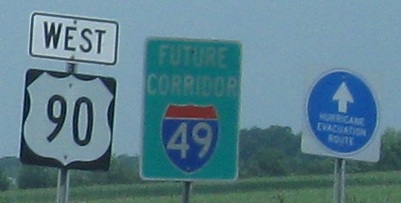 WEST
90
FUTURE
CORRIDOR
49
HURRICANE
EVACUATION
ROUTE